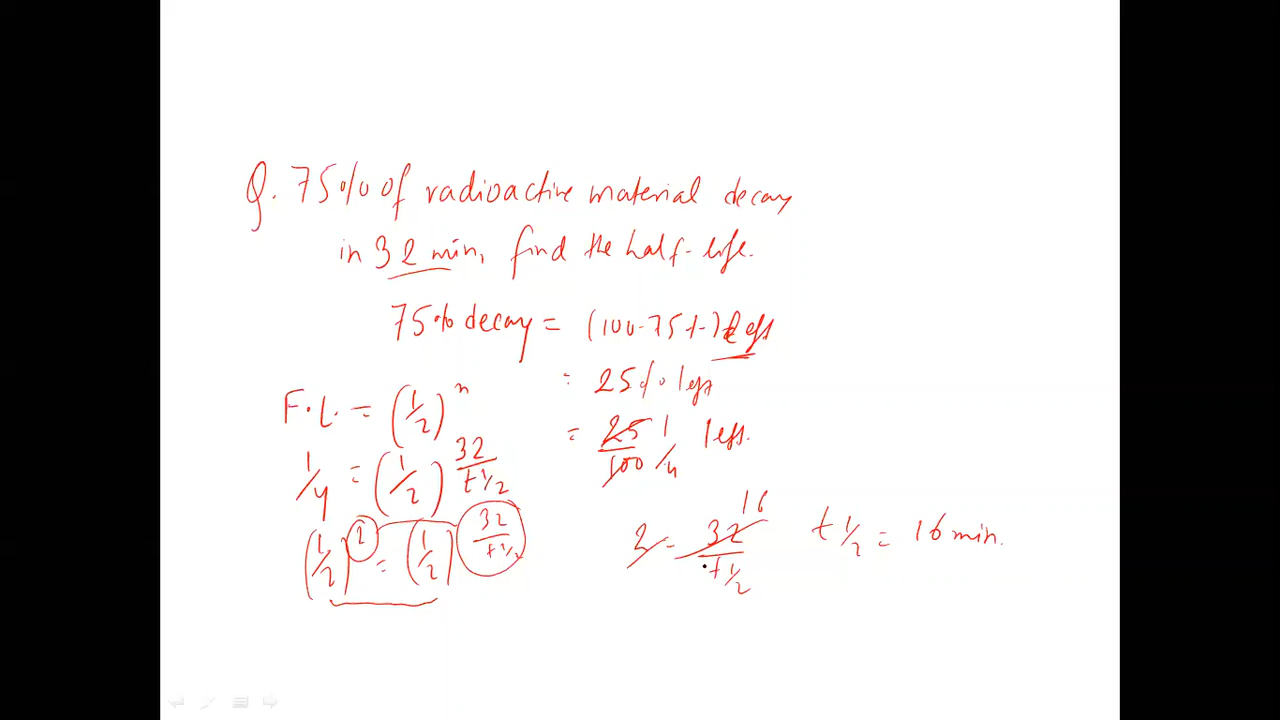 Q. 75% of radioactive material decay
in 32 min, find the half-life.
75% decay = (100-75%) left
= 25% left
F.L. = (1/2)^n
= 25/100 1/4 left.
1/4 = (1/2)^32/t1/2
(1/2)^2 = (1/2)^32/t1/2
2 = 32/t1/2 16
t1/2 = 16 min.